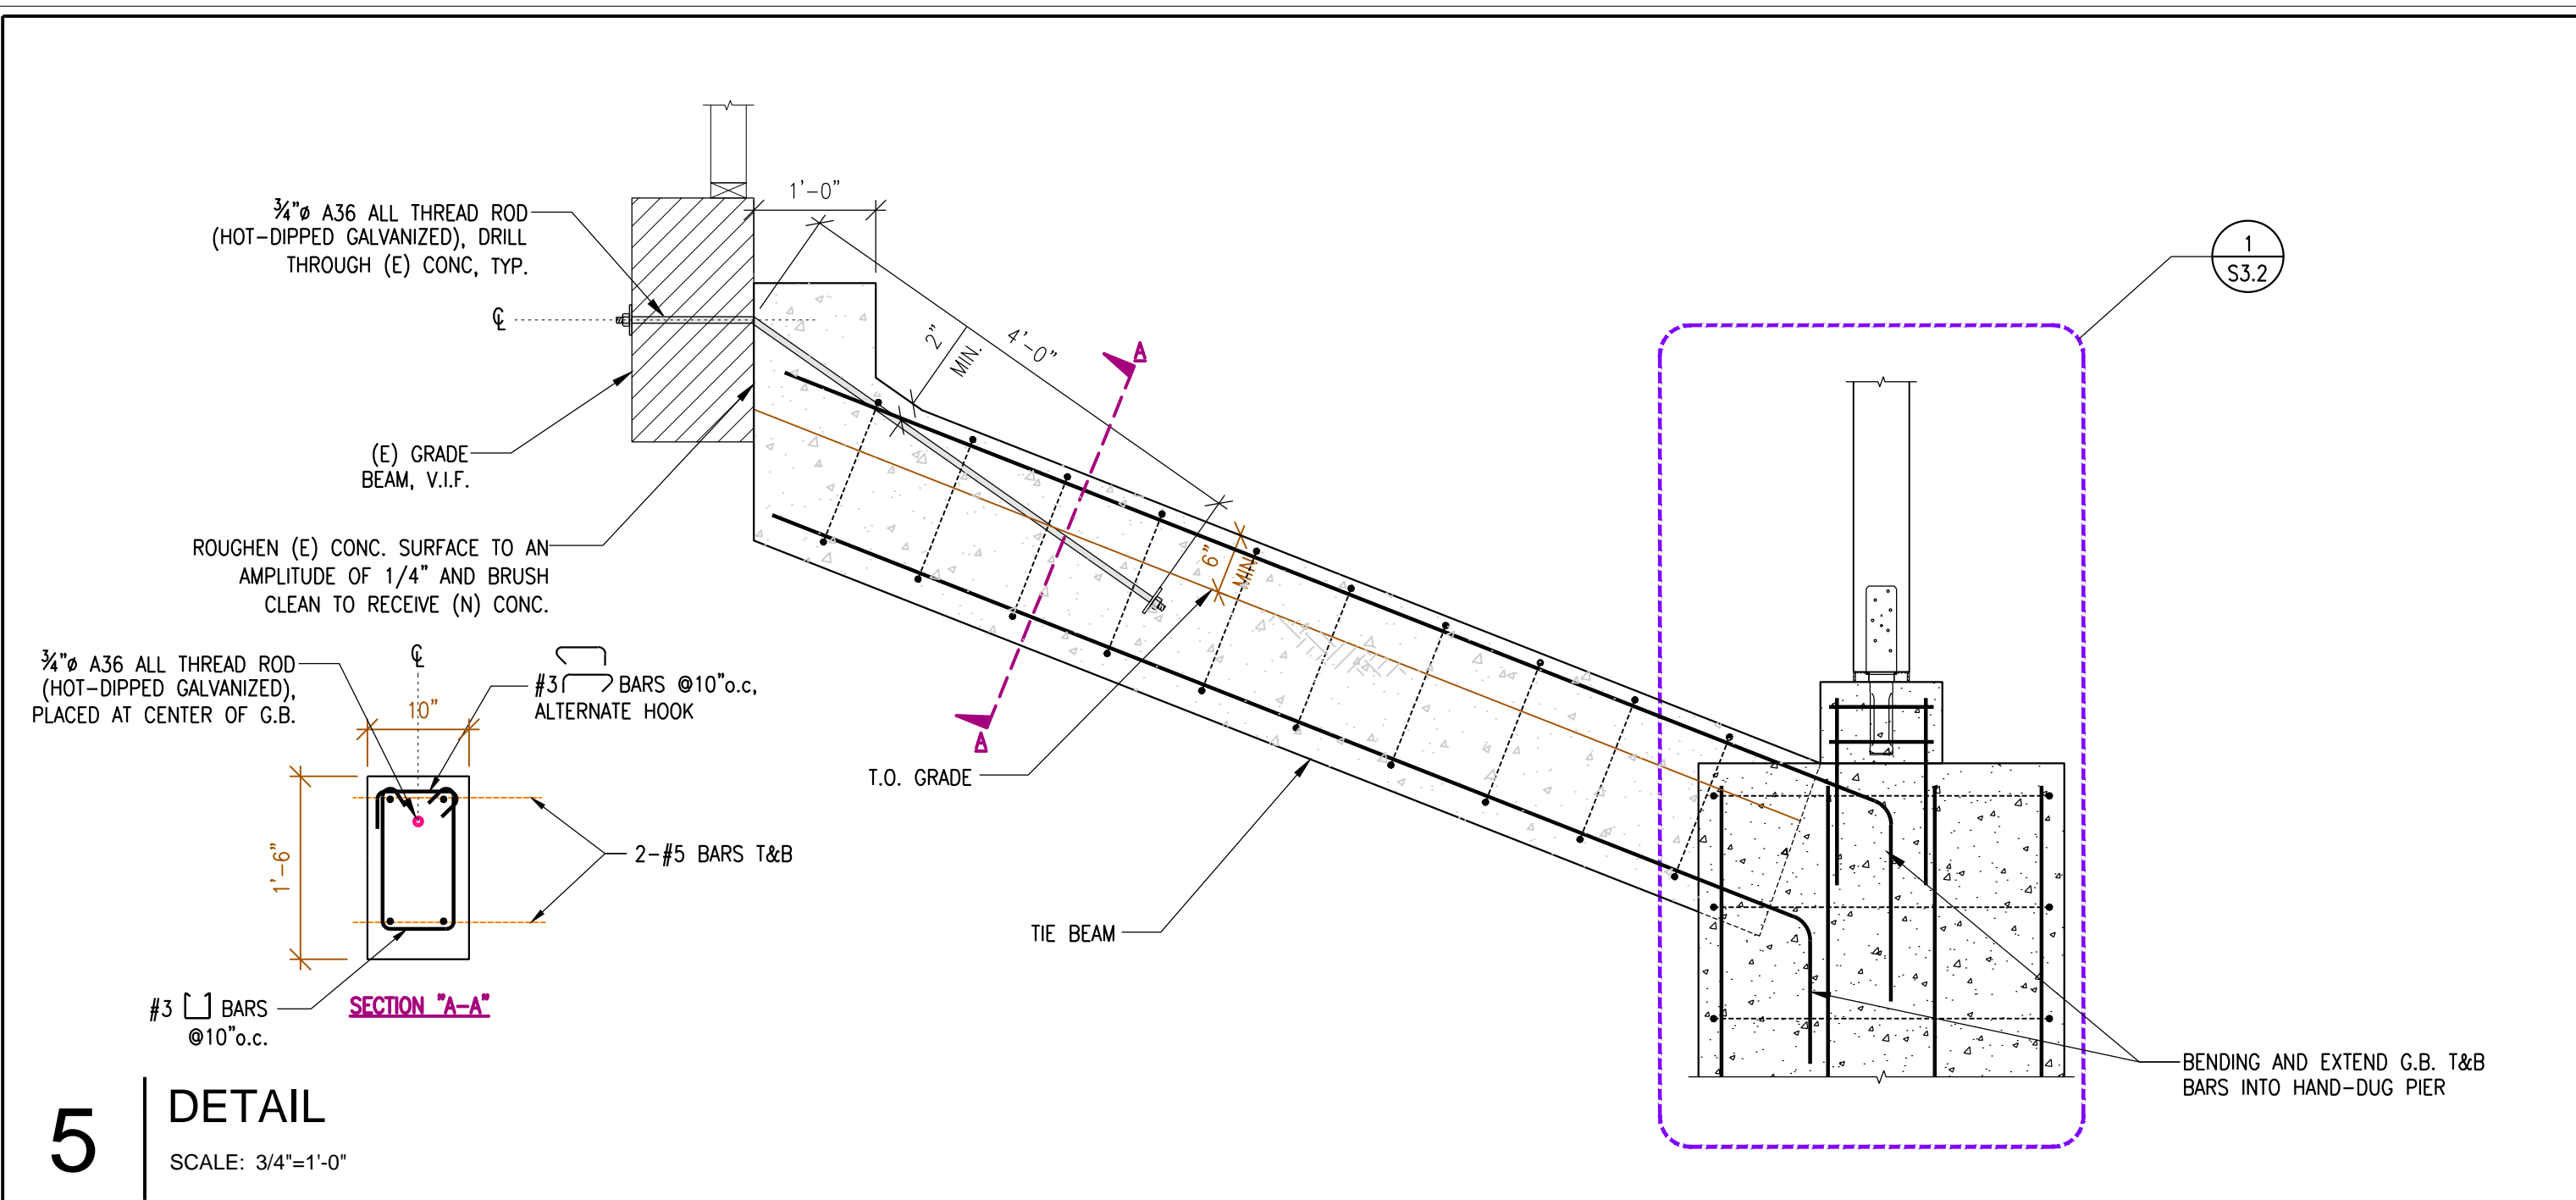 ¾"ø A36 ALL THREAD ROD
(HOT-DIPPED GALVANIZED), DRILL
THROUGH (E) CONC, TYP.
1'-0"
℄
2"
MIN.
4'-0"
A
1
S3.2
(E) GRADE
BEAM, V.I.F.
ROUGHEN (E) CONC. SURFACE TO AN
AMPLITUDE OF 1/4" AND BRUSH
CLEAN TO RECEIVE (N) CONC.
6"
MIN.
¾"ø A36 ALL THREAD ROD
(HOT-DIPPED GALVANIZED),
PLACED AT CENTER OF G.B.
℄
10"
#3 BARS @10"o.c,
ALTERNATE HOOK
A
T.O. GRADE
1'-6"
2-#5 BARS T&B
TIE BEAM
#3 BARS
@10"o.c.
SECTION "A-A"
BENDING AND EXTEND G.B. T&B
BARS INTO HAND-DUG PIER
5
DETAIL
SCALE: 3/4"=1'-0"